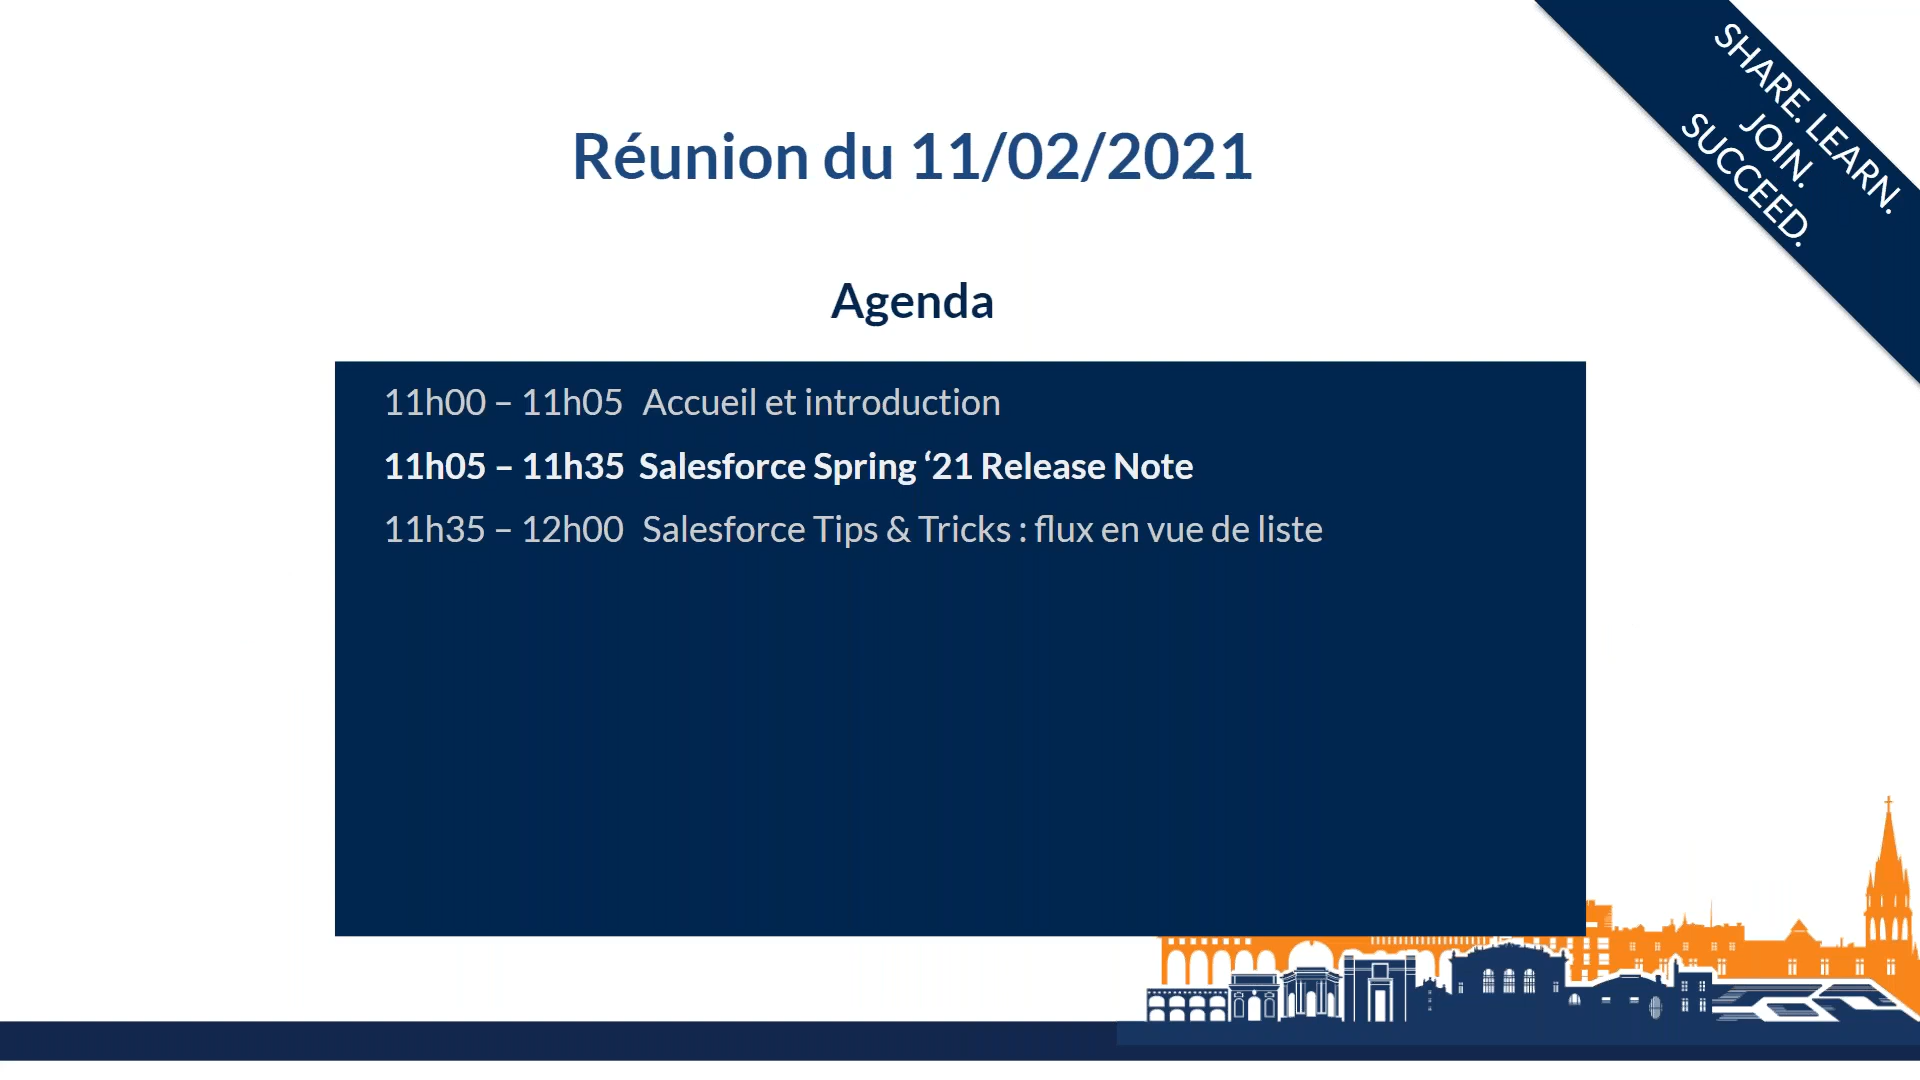 SHARE. LEARN.
JOIN.
SUCCEED.
Réunion du 11/02/2021
Agenda
11h00 – 11h05 Accueil et introduction
11h05 – 11h35 Salesforce Spring ‘21 Release Note
11h35 – 12h00 Salesforce Tips & Tricks : flux en vue de liste